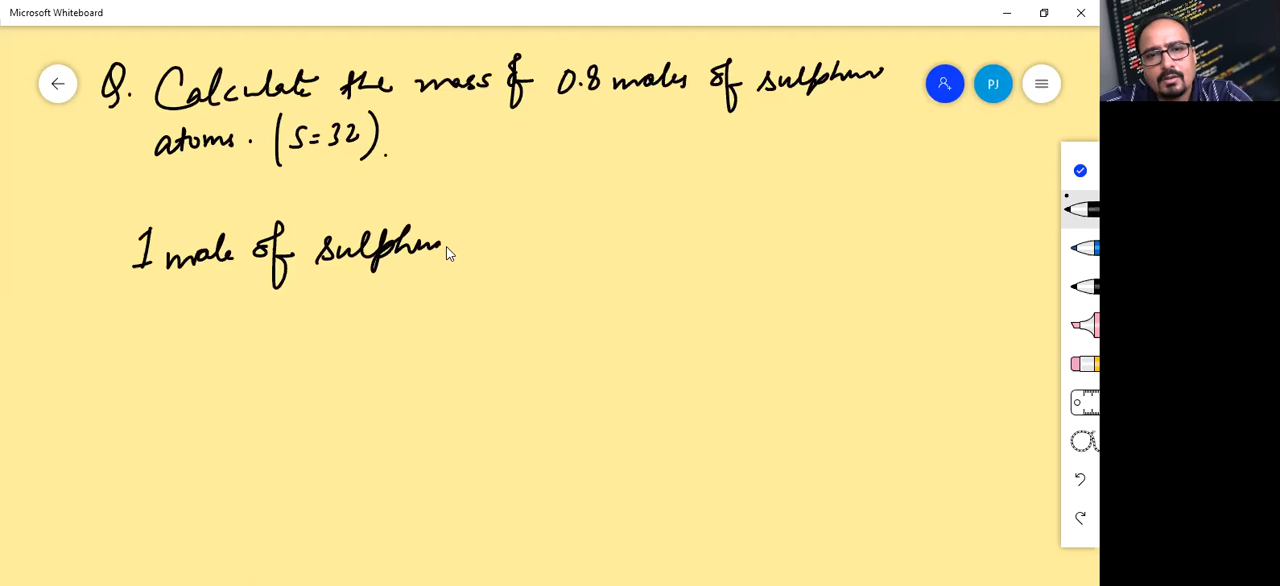 Microsoft Whiteboard
Q. Calculate the mass of 0.8 moles of sulphur
PJ
atoms. (S=32).
1 mole of sulphur